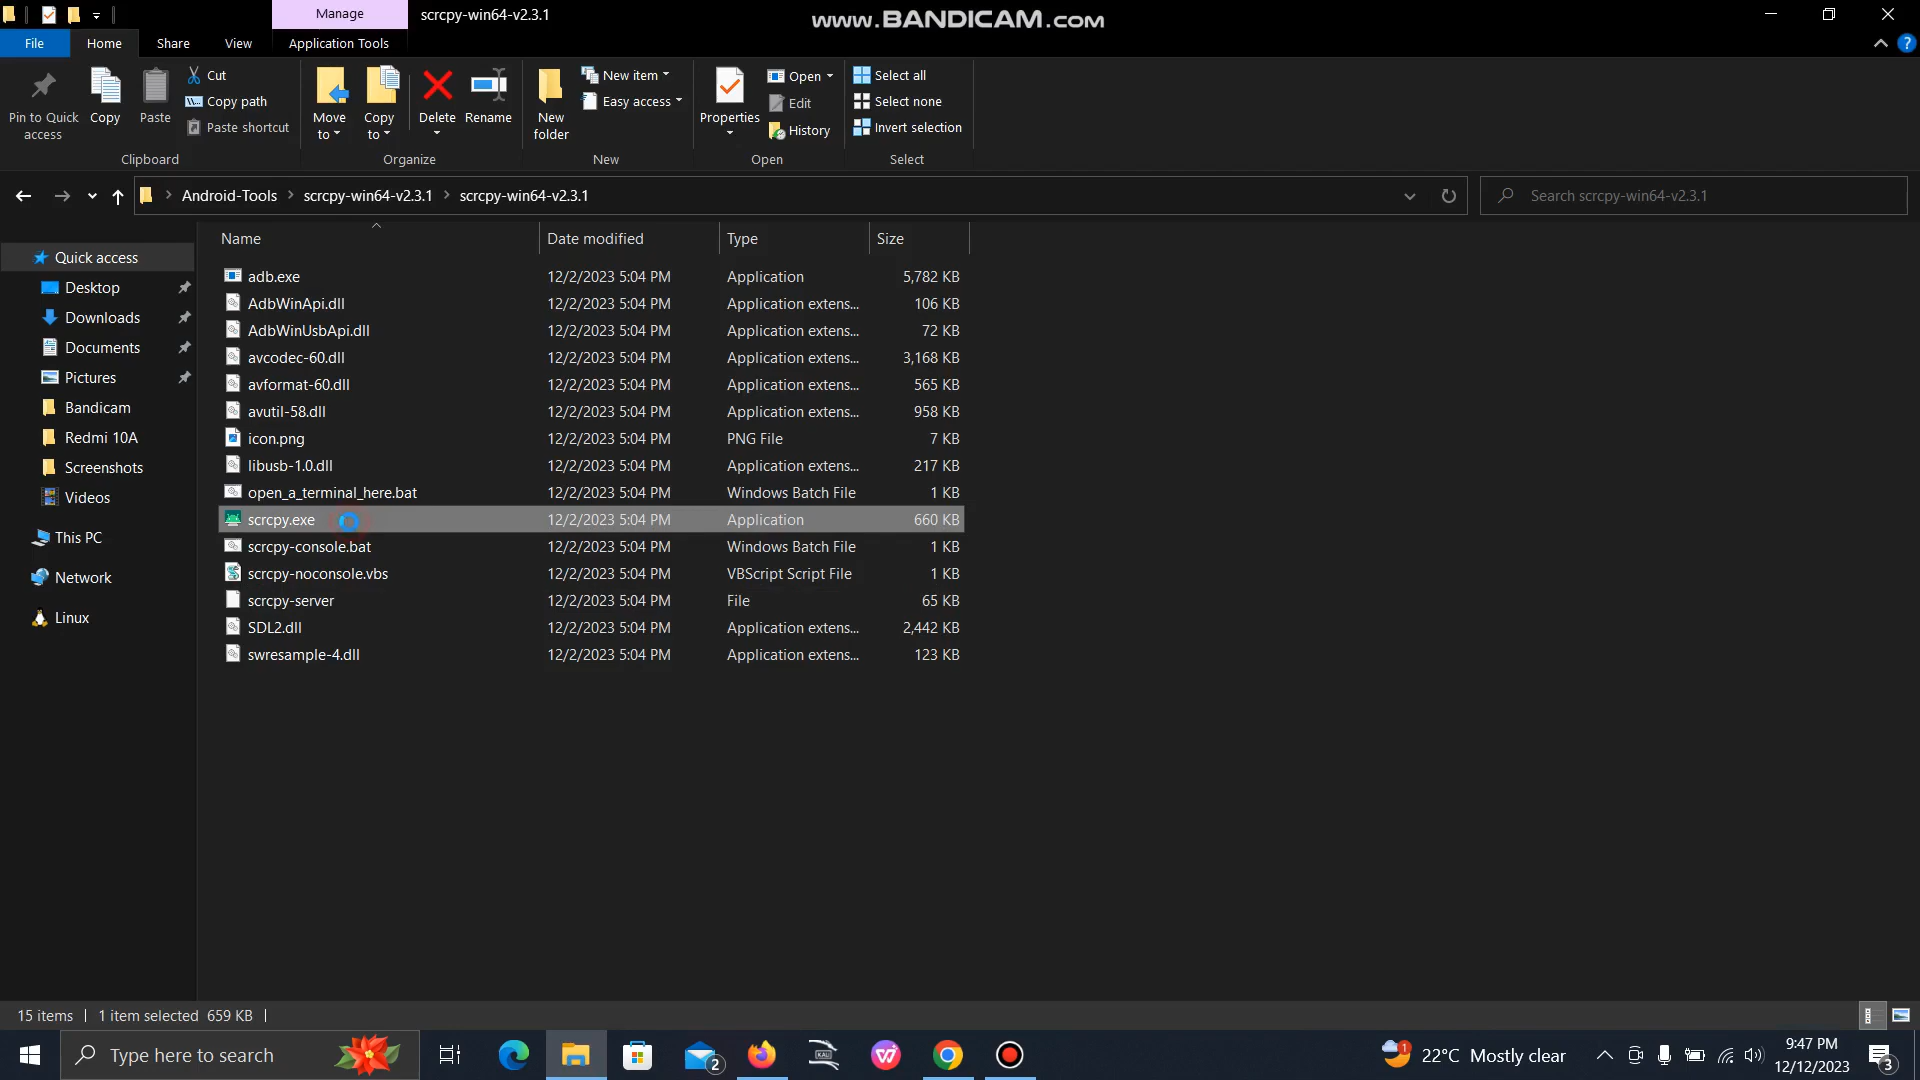 Manage
scrcpy-win64-v2.3.1
www.BANDICAM.com
File
Home
Share
View
Application Tools
Pin to Quick access
Copy
Paste
Cut
Copy path
Paste shortcut
Clipboard
Move to
Copy to
Delete
Rename
Organize
New folder
New item
Easy access
New
Properties
Open
Edit
History
Open
Select all
Select none
Invert selection
Select
Android-Tools
scrcpy-win64-v2.3.1
scrcpy-win64-v2.3.1
Search scrcpy-win64-v2.3.1
Quick access
Desktop
Downloads
Documents
Pictures
Bandicam
Redmi 10A
Screenshots
Videos
This PC
Network
Linux
Name Date modified Type Size
adb.exe 12/2/2023 5:04 PM Application 5,782 KB
AdbWinApi.dll 12/2/2023 5:04 PM Application extens... 106 KB
AdbWinUsbApi.dll 12/2/2023 5:04 PM Application extens... 72 KB
avcodec-60.dll 12/2/2023 5:04 PM Application extens... 3,168 KB
avformat-60.dll 12/2/2023 5:04 PM Application extens... 565 KB
avutil-58.dll 12/2/2023 5:04 PM Application extens... 958 KB
icon.png 12/2/2023 5:04 PM PNG File 7 KB
libusb-1.0.dll 12/2/2023 5:04 PM Application extens... 217 KB
open_a_terminal_here.bat 12/2/2023 5:04 PM Windows Batch File 1 KB
scrcpy.exe 12/2/2023 5:04 PM Application 660 KB
scrcpy-console.bat 12/2/2023 5:04 PM Windows Batch File 1 KB
scrcpy-noconsole.vbs 12/2/2023 5:04 PM VBScript Script File 1 KB
scrcpy-server 12/2/2023 5:04 PM File 65 KB
SDL2.dll 12/2/2023 5:04 PM Application extens... 2,442 KB
swresample-4.dll 12/2/2023 5:04 PM Application extens... 123 KB
15 items
1 item selected 659 KB
Type here to search
2
KALI
1
22°C Mostly clear
9:47 PM
12/12/2023
3